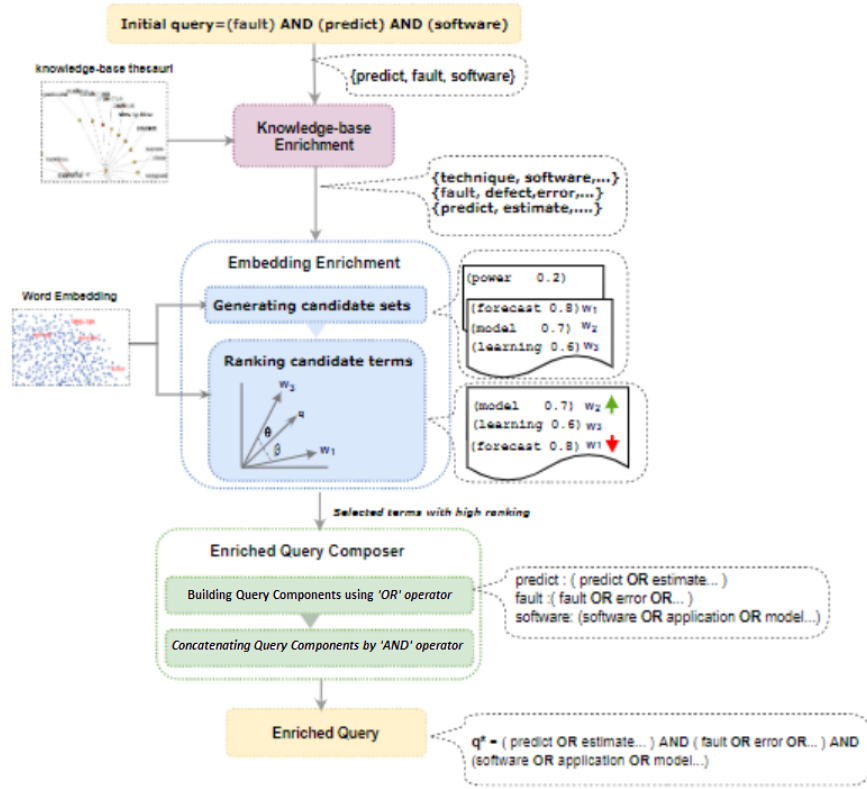 Initial query=(fault) AND (predict) AND (software)
knowledge-base thesauri
{predict, fault, software}
Knowledge-base
Enrichment
{technique, software,...}
{fault, defect,error,...}
{predict, estimate,....}
Embedding Enrichment
Word Embedding
Generating candidate sets
(power 0.2)
(forecast 0.8) w1
(model 0.7) w2
(learning 0.6) w3
Ranking candidate terms
w3
q
θ
β
w1
(model 0.7) w2
(learning 0.6) w3
(forecast 0.8) w1
Selected terms with high ranking
Enriched Query Composer
Building Query Components using 'OR' operator
Concatenating Query Components by 'AND' operator
predict : ( predict OR estimate... )
fault :( fault OR error OR... )
software: (software OR application OR model...)
Enriched Query
q* = ( predict OR estimate... ) AND ( fault OR error OR... ) AND
(software OR application OR model...)